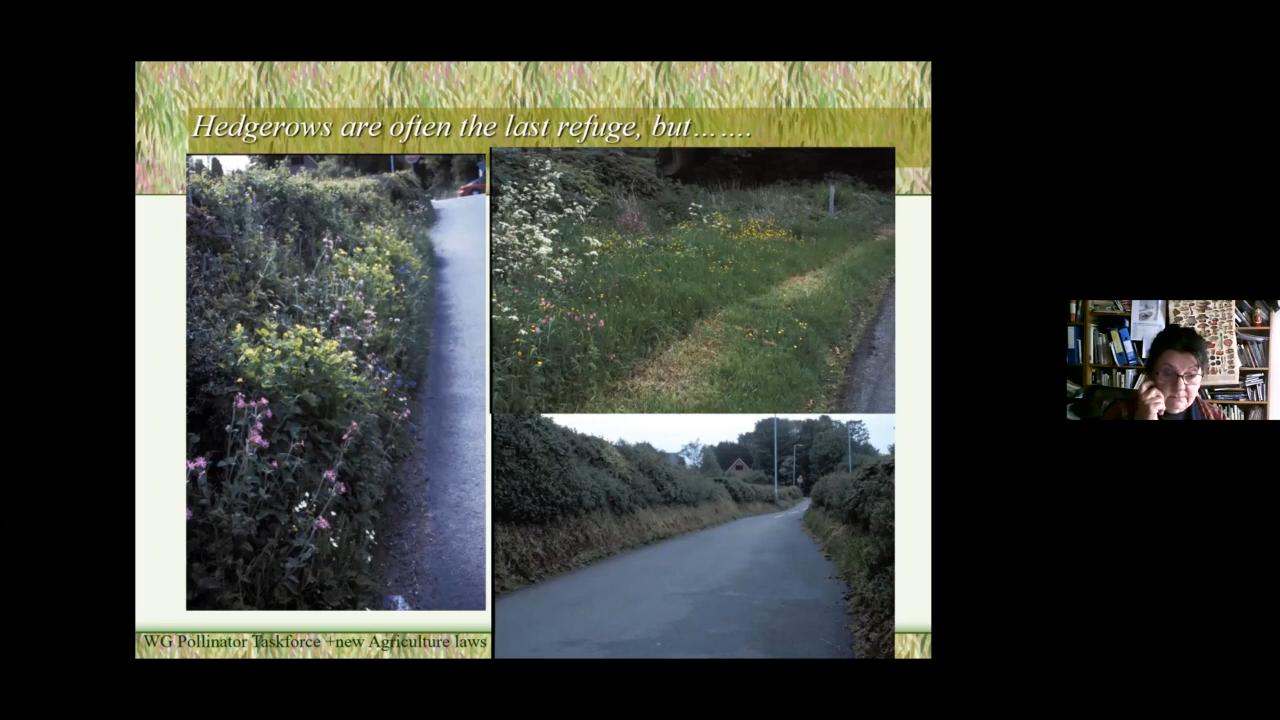 Hedgerows are often the last refuge, but…….
WG Pollinator Taskforce +new Agriculture laws